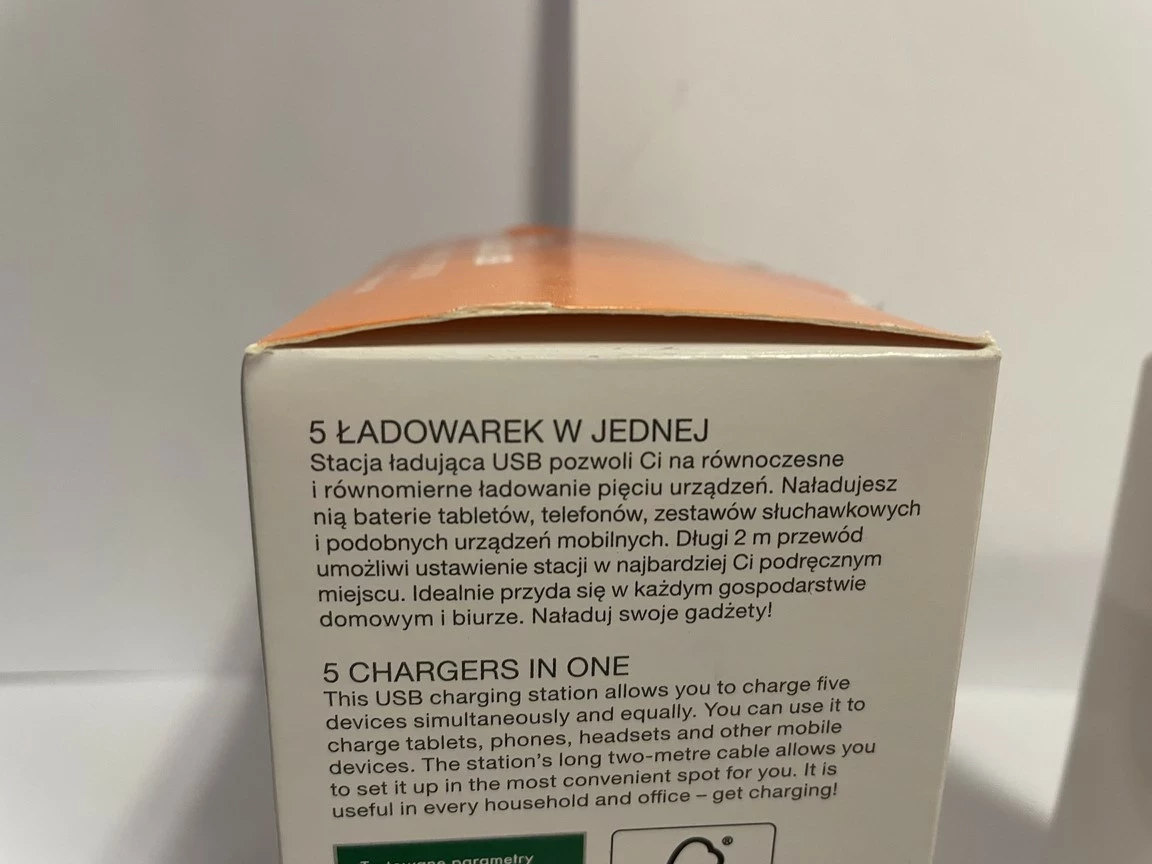 5 ŁADOWAREK W JEDNEJ
Stacja ładująca USB pozwoli Ci na równoczesne
i równomierne ładowanie pięciu urządzeń. Naładujesz
nią baterie tabletów, telefonów, zestawów słuchawkowych
i podobnych urządzeń mobilnych. Długi 2 m przewód
umożliwi ustawienie stacji w najbardziej Ci podręcznym
miejscu. Idealnie przyda się w każdym gospodarstwie
domowym i biurze. Naładuj swoje gadżety!
5 CHARGERS IN ONE
This USB charging station allows you to charge five
devices simultaneously and equally. You can use it to
charge tablets, phones, headsets and other mobile
devices. The station's long two-metre cable allows you
to set it up in the most convenient spot for you. It is
useful in every household and office – get charging!
parametry
®